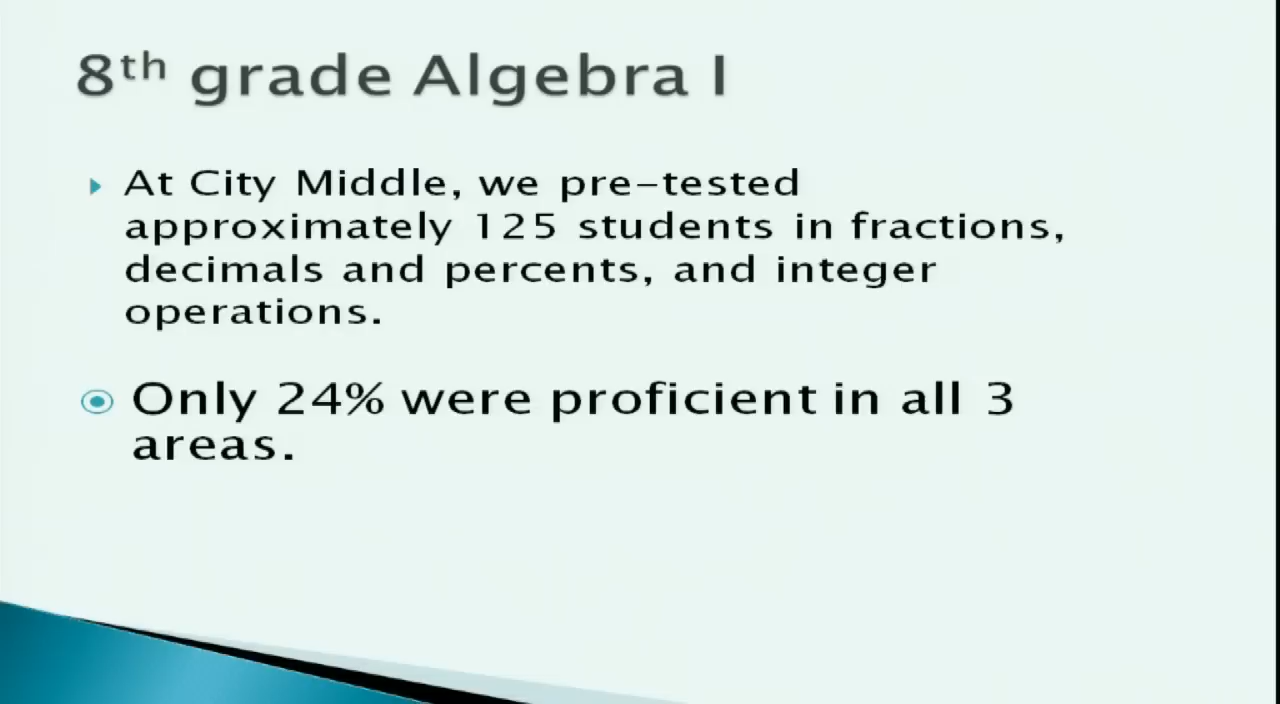 8th grade Algebra I
At City Middle, we pre-tested
approximately 125 students in fractions,
decimals and percents, and integer
operations.
Only 24% were proficient in all 3
areas.